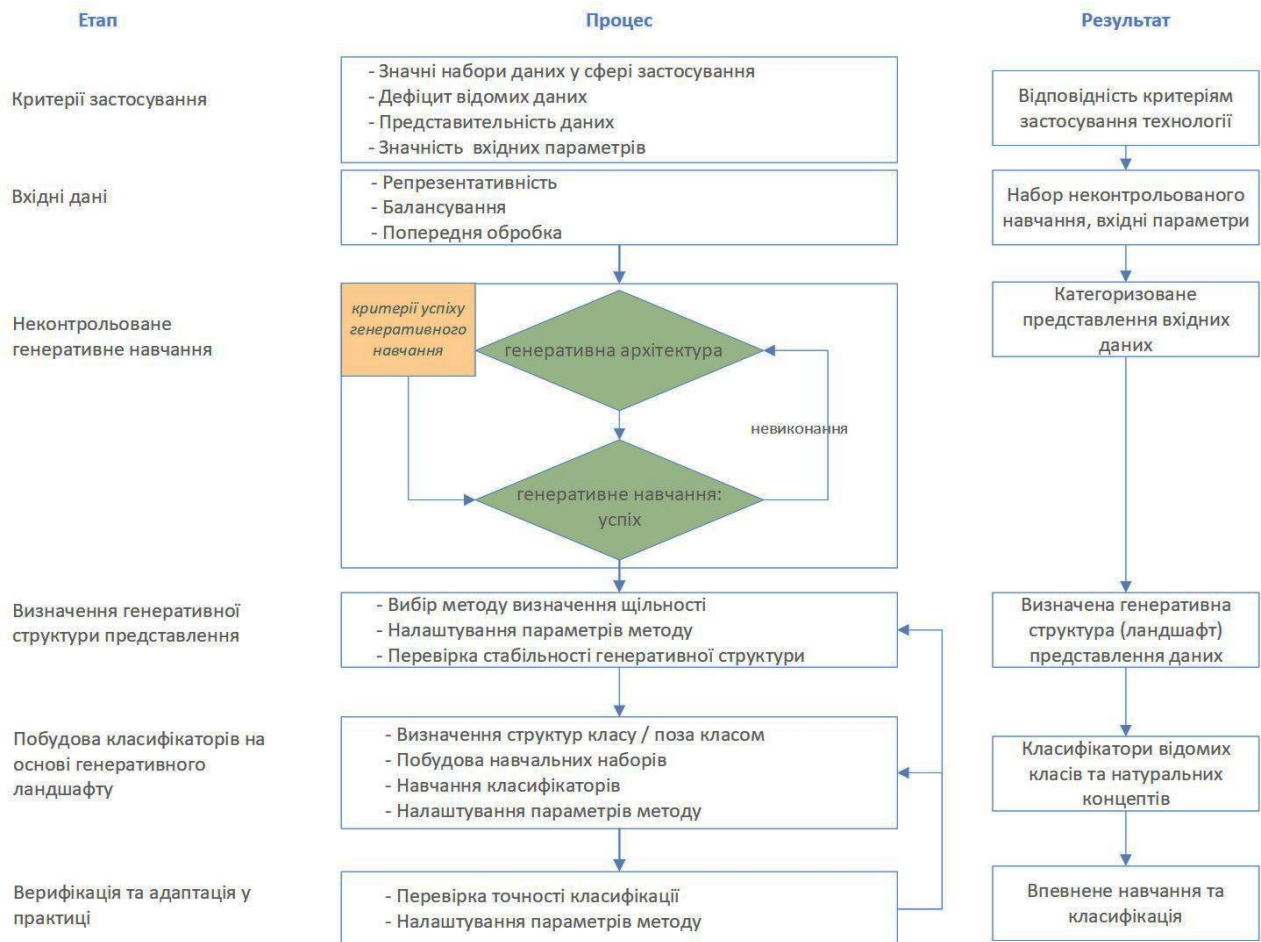 Етап
Процес
Результат
Критерії застосування
- Значні набори даних у сфері застосування
- Дефіцит відомих даних
- Представительність даних
- Значність вхідних параметрів
Відповідність критеріям
застосування технології
Вхідні дані
- Репрезентативність
- Балансування
- Попередня обробка
Набор неконтрольованого
навчання, вхідні параметри
Неконтрольоване
генеративне навчання
критерії успіху
генеративного
навчання
генеративна архітектура
невиконання
генеративне навчання:
успіх
Категоризоване
представлення вхідних
даних
Визначення генеративної
структури представлення
- Вибір методу визначення щільності
- Налаштування параметрів методу
- Перевірка стабільності генеративної структури
Визначена генеративна
структура (ландшафт)
представлення даних
Побудова класифікаторів на
основі генеративного
ландшафту
- Визначення структур класу / поза класом
- Побудова навчальних наборів
- Навчання класифікаторів
- Налаштування параметрів методу
Класифікатори відомих
класів та натуральних
концептів
Верифікація та адаптація у
практиці
- Перевірка точності класифікації
- Налаштування параметрів методу
Впевнене навчання та
класифікація